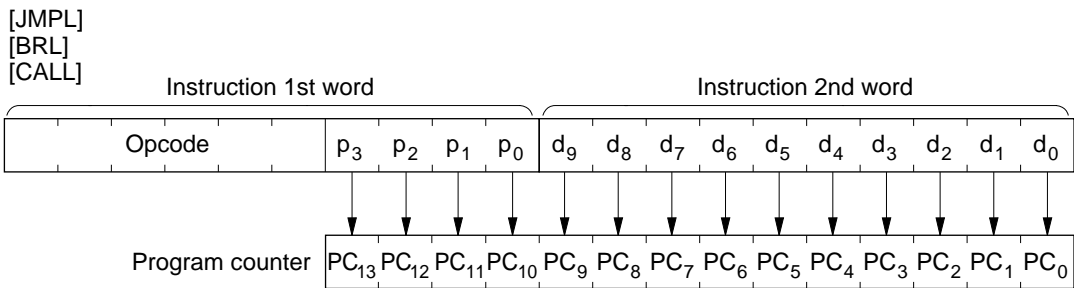 [JMPL]
[BRL]
[CALL]
Instruction 1st word Instruction 2nd word
Opcode p3 p2 p1 p0 d9 d8 d7 d6 d5 d4 d3 d2 d1 d0
Program counter PC13 PC12 PC11 PC10 PC9 PC8 PC7 PC6 PC5 PC4 PC3 PC2 PC1 PC0